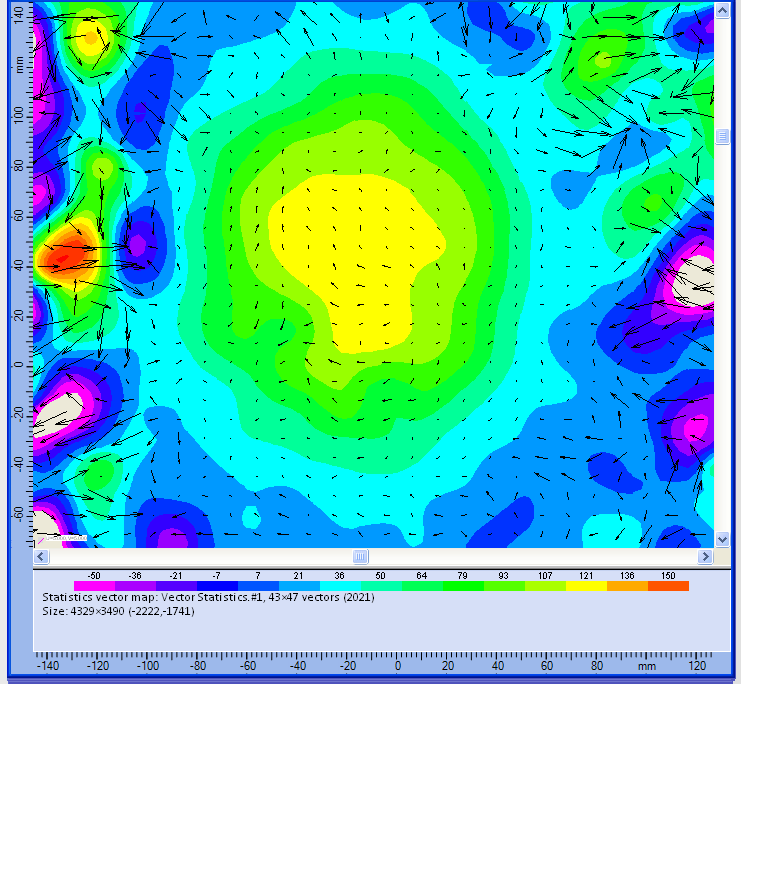 140
mm
100
80
60
40
20
0
-20
-40
-60
-50 -36 -21 -7 7 21 36 50 64 79 93 107 121 136 150
Statistics vector map: Vector Statistics.#1, 43×47 vectors (2021)
Size: 4329×3490 (-2222,-1741)
-140 -120 -100 -80 -60 -40 -20 0 20 40 60 80 mm 120